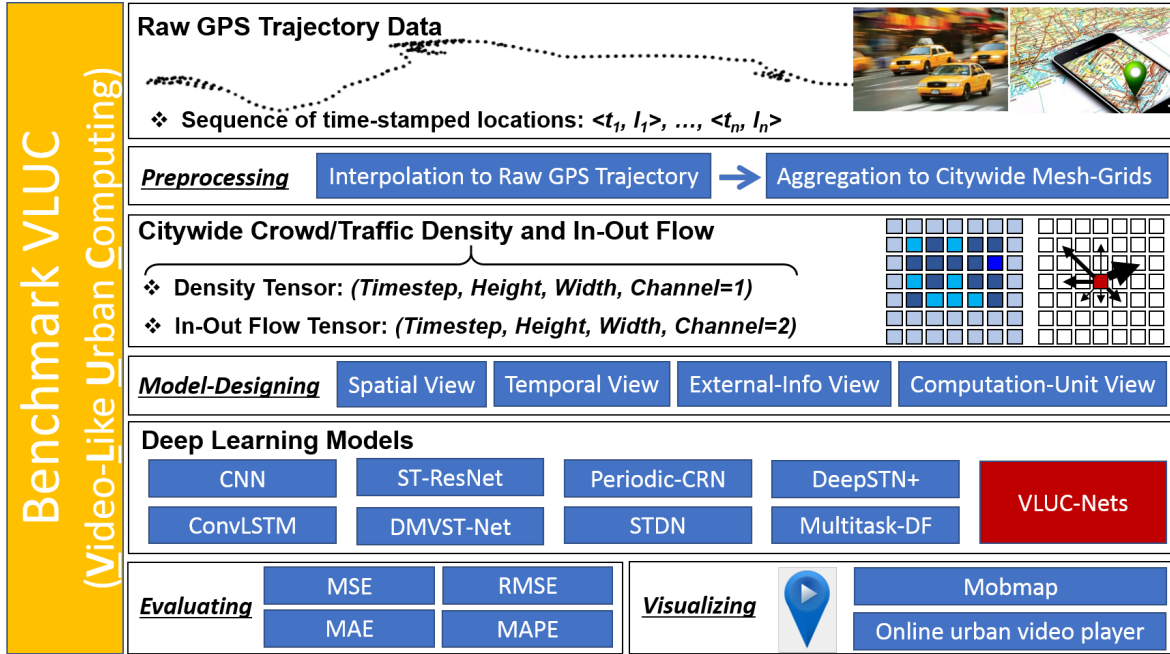 Benchmark VLUC
(Video-Like Urban Computing)
Raw GPS Trajectory Data
❖ Sequence of time-stamped locations: <t1, l1>, …, <tn, ln>
Preprocessing
Interpolation to Raw GPS Trajectory
Aggregation to Citywide Mesh-Grids
Citywide Crowd/Traffic Density and In-Out Flow
❖ Density Tensor: (Timestep, Height, Width, Channel=1)
❖ In-Out Flow Tensor: (Timestep, Height, Width, Channel=2)
Model-Designing
Spatial View
Temporal View
External-Info View
Computation-Unit View
Deep Learning Models
CNN
ST-ResNet
Periodic-CRN
DeepSTN+
ConvLSTM
DMVST-Net
STDN
Multitask-DF
VLUC-Nets
Evaluating
MSE
RMSE
MAE
MAPE
Visualizing
Mobmap
Online urban video player